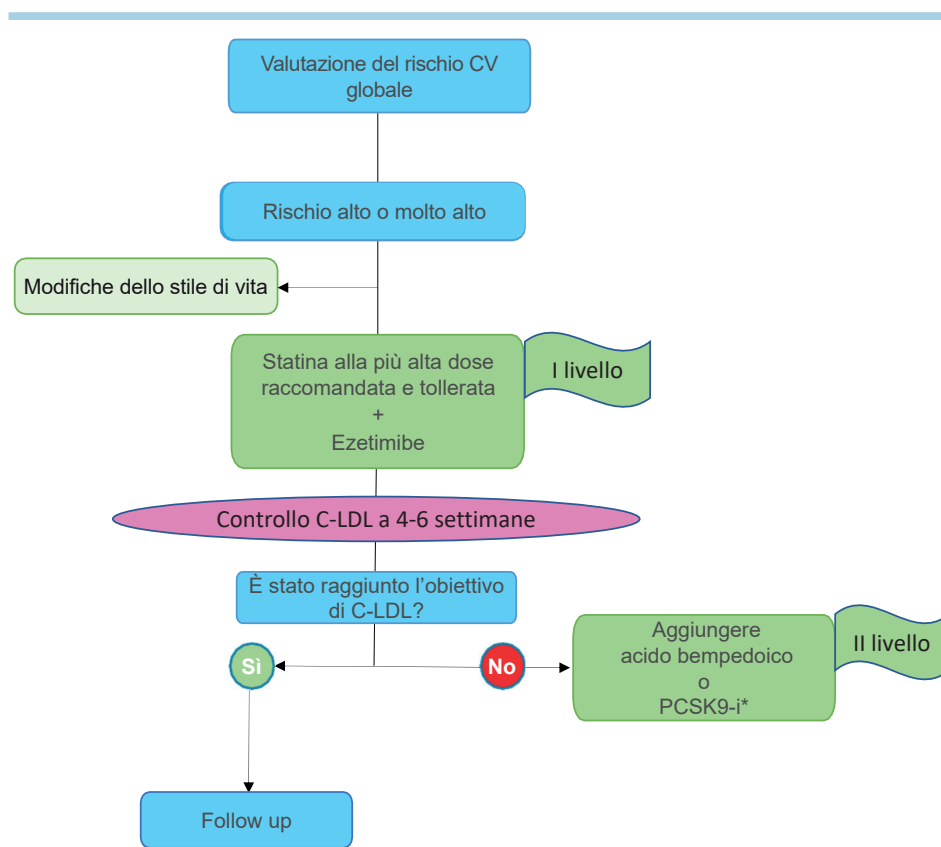 Valutazione del rischio CV
globale
Rischio alto o molto alto
Modifiche dello stile di vita
Statina alla più alta dose
raccomandata e tollerata
+
Ezetimibe
I livello
Controllo C-LDL a 4-6 settimane
È stato raggiunto l’obiettivo
di C-LDL?
Sì
No
Aggiungere
acido bempedoico
o
PCSK9-i*
II livello
Follow up